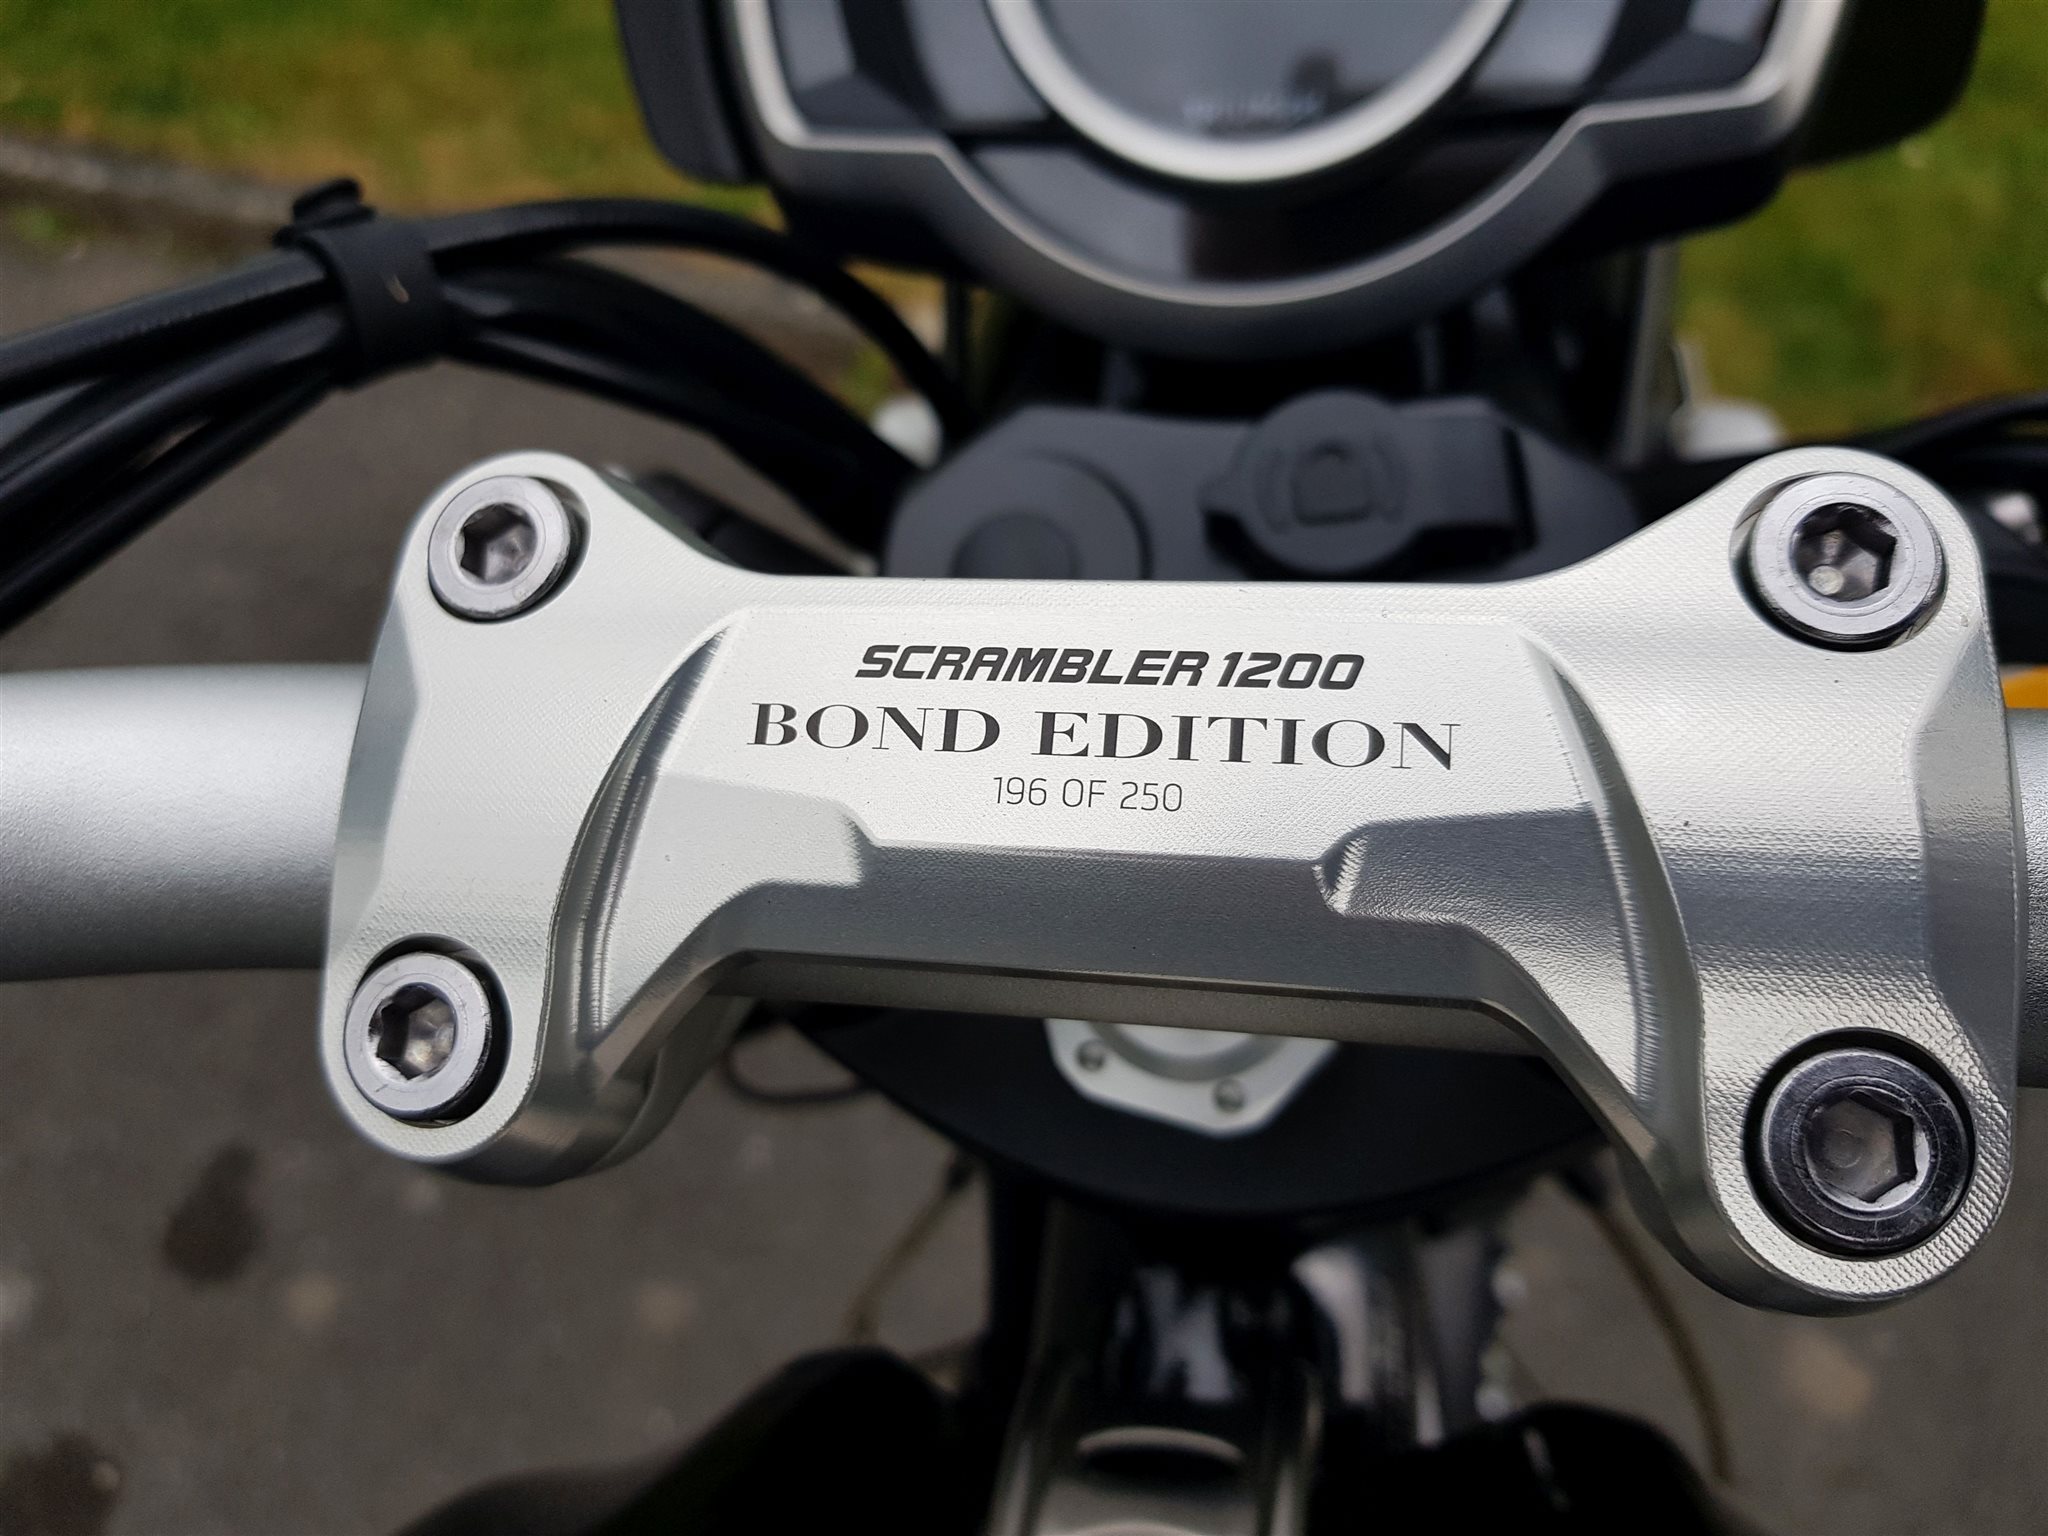 SCRAMBLER 1200
BOND EDITION
196 OF 250